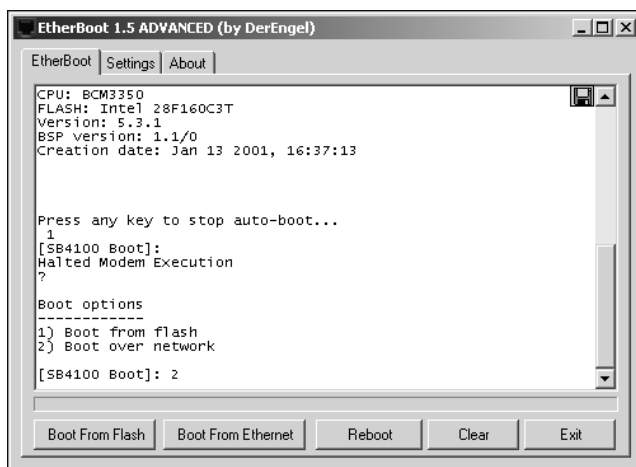 EtherBoot 1.5 ADVANCED (by DerEngel)
EtherBoot Settings About
CPU: BCM3350
FLASH: Intel 28F160C3T
Version: 5.3.1
BSP version: 1.1/0
Creation date: Jan 13 2001, 16:37:13
Press any key to stop auto-boot...
1
[SB4100 Boot]:
Halted Modem Execution
?
Boot options
------------
1) Boot from flash
2) Boot over network
[SB4100 Boot]: 2
Boot From Flash Boot From Ethernet Reboot Clear Exit